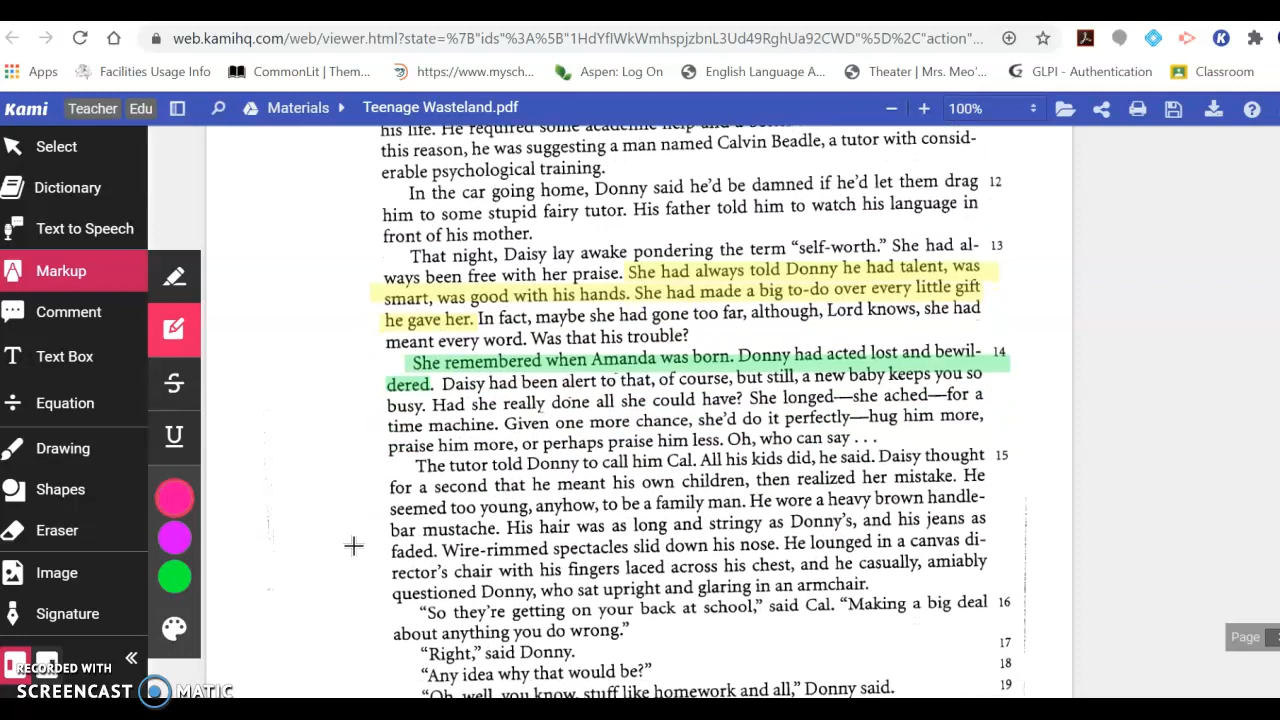 web.kamihq.com/web/viewer.html?state=%7B"ids"%3A%5B"1HdYflWkWmhspjzbnL3Ud49RghUa92CWD"%5D%2C"action"...
Apps Facilities Usage Info CommonLit | Them... https://www.mysch... Aspen: Log On English Language A... Theater | Mrs. Meo'... GLPI - Authentication Classroom
Kami Teacher Edu Materials Teenage Wasteland.pdf 100%
Select
Dictionary
Text to Speech
Markup
Comment
Text Box
Equation
Drawing
Shapes
Eraser
Image
Signature
his life. He required some academic help and a
this reason, he was suggesting a man named Calvin Beadle, a tutor with consid-
erable psychological training.
In the car going home, Donny said he'd be damned if he'd let them drag 12
him to some stupid fairy tutor. His father told him to watch his language in
front of his mother.
That night, Daisy lay awake pondering the term "self-worth." She had al- 13
ways been free with her praise. She had always told Donny he had talent, was
smart, was good with his hands. She had made a big to-do over every little gift
he gave her. In fact, maybe she had gone too far, although, Lord knows, she had
meant every word. Was that his trouble?
She remembered when Amanda was born. Donny had acted lost and bewil- 14
dered. Daisy had been alert to that, of course, but still, a new baby keeps you so
busy. Had she really done all she could have? She longed—she ached—for a
time machine. Given one more chance, she'd do it perfectly—hug him more,
praise him more, or perhaps praise him less. Oh, who can say . . .
The tutor told Donny to call him Cal. All his kids did, he said. Daisy thought 15
for a second that he meant his own children, then realized her mistake. He
seemed too young, anyhow, to be a family man. He wore a heavy brown handle-
bar mustache. His hair was as long and stringy as Donny's, and his jeans as
faded. Wire-rimmed spectacles slid down his nose. He lounged in a canvas di-
rector's chair with his fingers laced across his chest, and he casually, amiably
questioned Donny, who sat upright and glaring in an armchair.
"So they're getting on your back at school," said Cal. "Making a big deal 16
about anything you do wrong."
"Right," said Donny. 17
"Any idea why that would be?" 18
"Oh, well, you know, stuff like homework and all," Donny said. 19
Page
RECORDED WITH
SCREENCAST MATIC